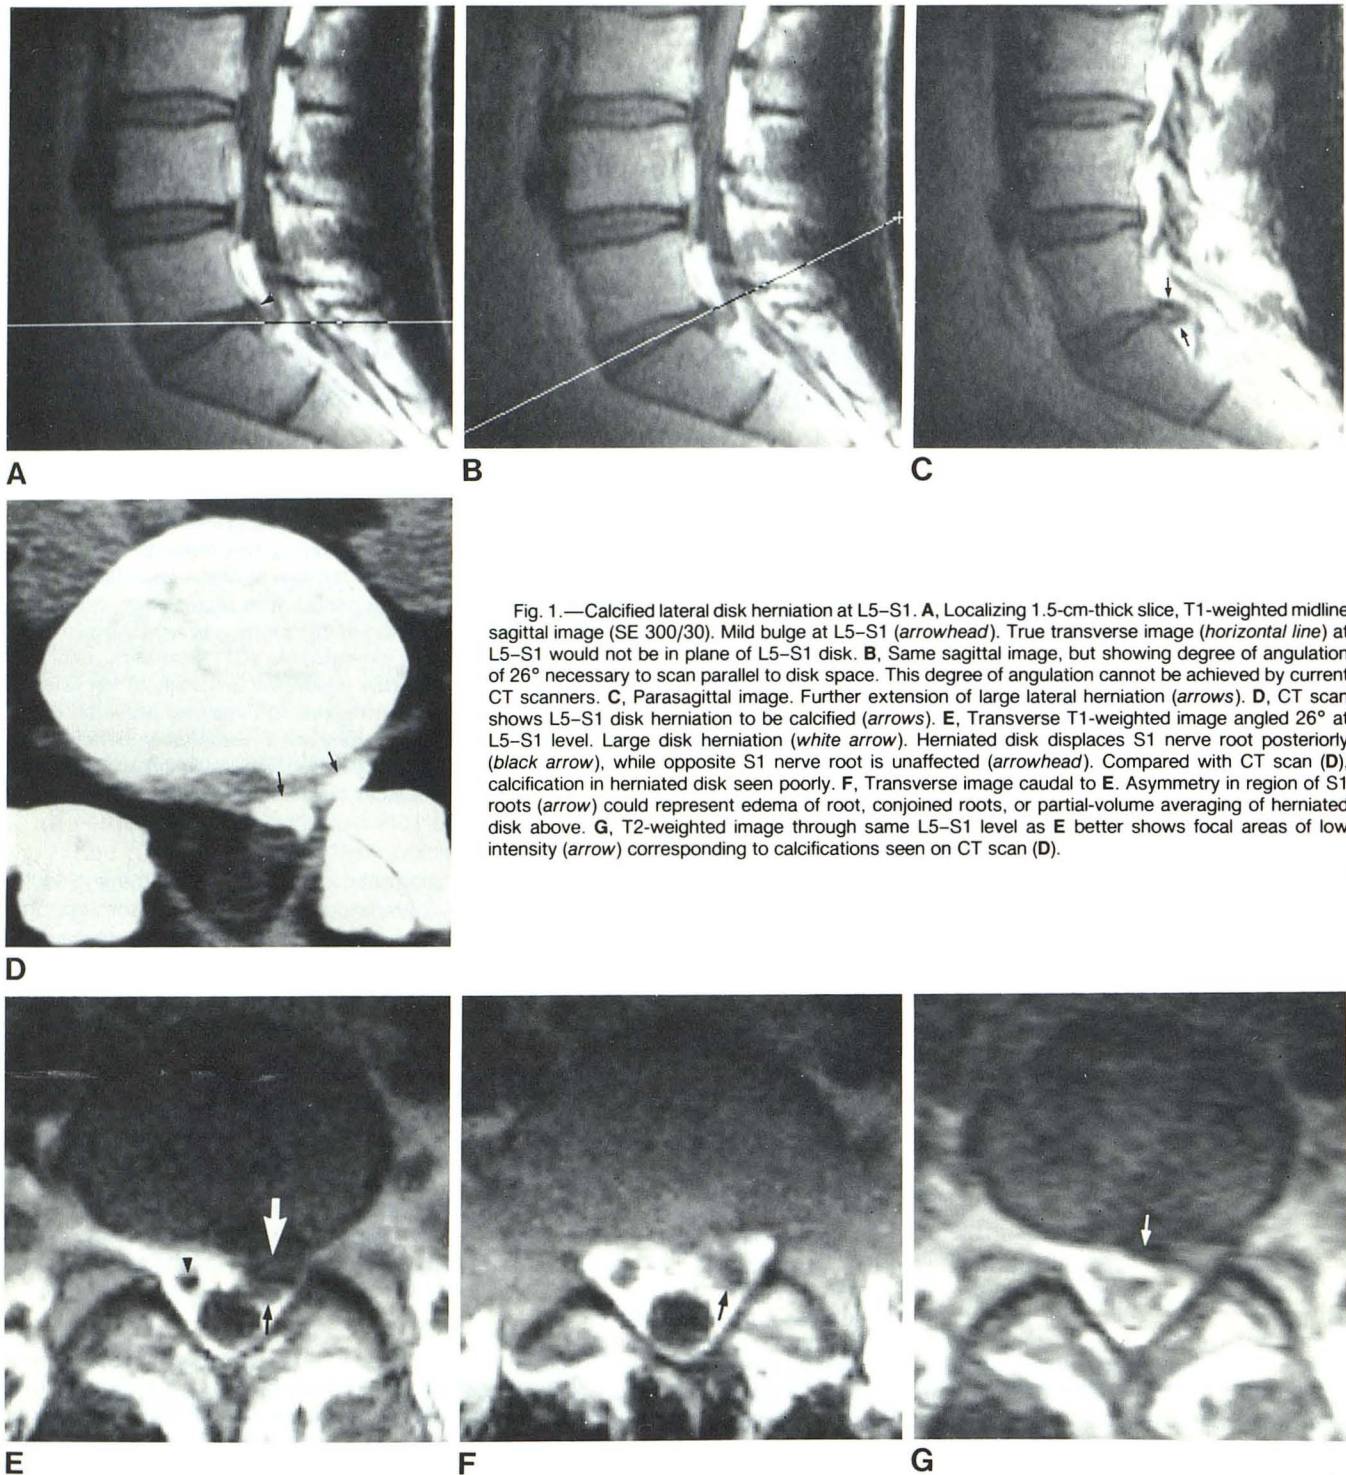 A
B
C
Fig. 1.—Calcified lateral disk herniation at L5–S1. A, Localizing 1.5-cm-thick slice, T1-weighted midline
sagittal image (SE 300/30). Mild bulge at L5–S1 (arrowhead). True transverse image (horizontal line) at
L5–S1 would not be in plane of L5–S1 disk. B, Same sagittal image, but showing degree of angulation
of 26° necessary to scan parallel to disk space. This degree of angulation cannot be achieved by current
CT scanners. C, Parasagittal image. Further extension of large lateral herniation (arrows). D, CT scan
shows L5–S1 disk herniation to be calcified (arrows). E, Transverse T1-weighted image angled 26° at
L5–S1 level. Large disk herniation (white arrow). Herniated disk displaces S1 nerve root posteriorly
(black arrow), while opposite S1 nerve root is unaffected (arrowhead). Compared with CT scan (D),
calcification in herniated disk seen poorly. F, Transverse image caudal to E. Asymmetry in region of S1
roots (arrow) could represent edema of root, conjoined roots, or partial-volume averaging of herniated
disk above. G, T2-weighted image through same L5–S1 level as E better shows focal areas of low
intensity (arrow) corresponding to calcifications seen on CT scan (D).
D
E
F
G